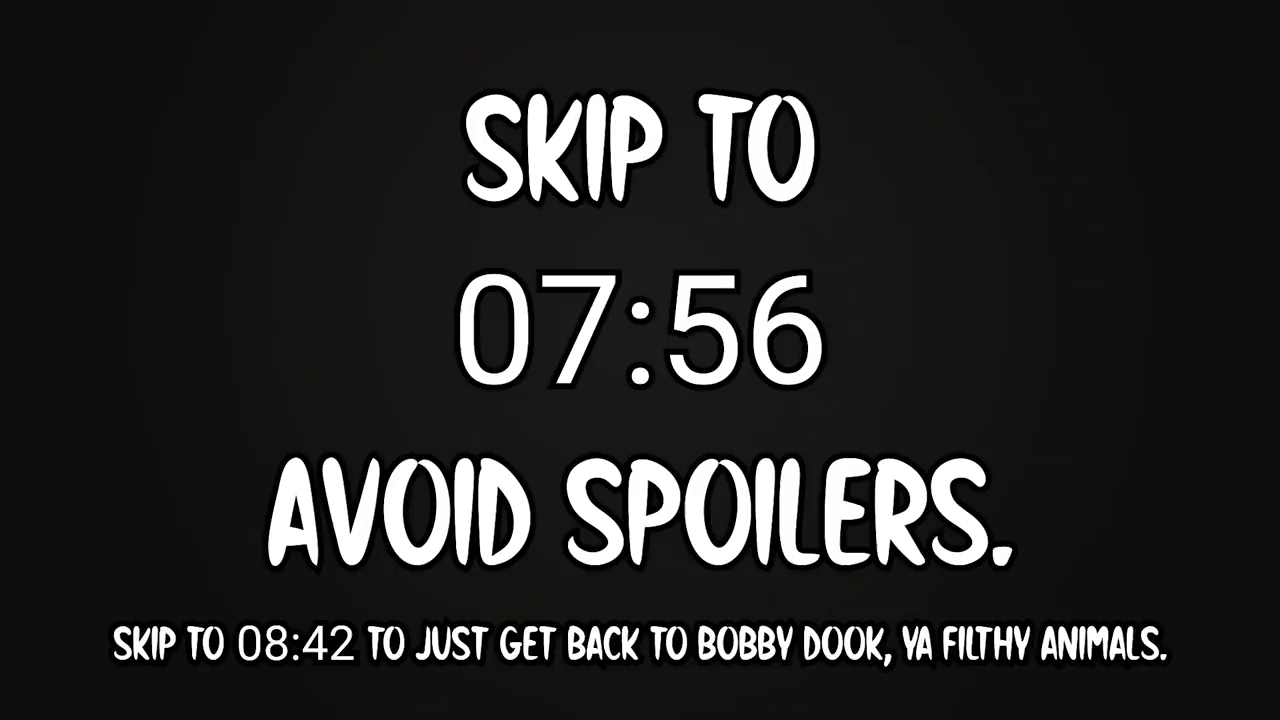 SKIP TO
07:56
AVOID SPOILERS.
SKIP TO 08:42 TO JUST GET BACK TO BOBBY DOOK, YA FILTHY ANIMALS.